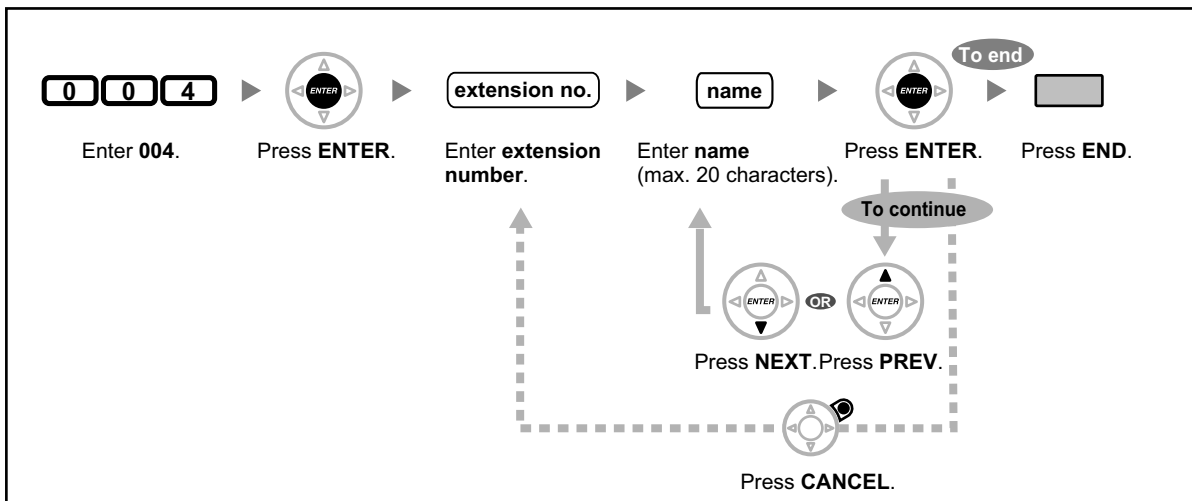 To end
0 0 4
ENTER
extension no.
name
ENTER
Enter 004.
Press ENTER.
Enter extension
number.
Enter name
(max. 20 characters).
Press ENTER.
Press END.
To continue
ENTER
OR
ENTER
Press NEXT.
Press PREV.
Press CANCEL.